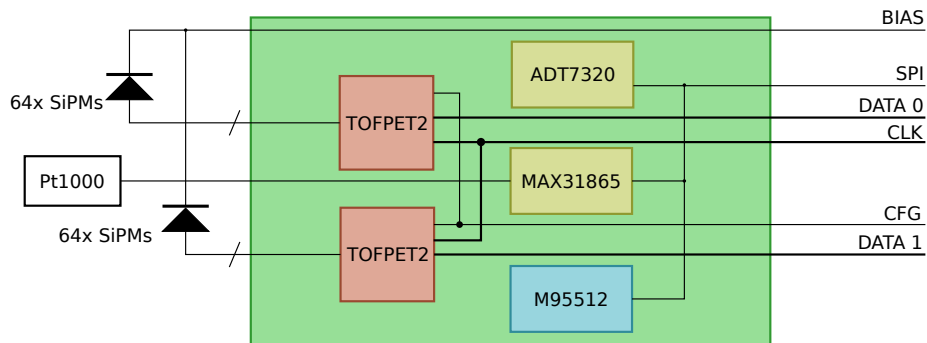 BIAS
ADT7320
SPI
64x SiPMs
DATA 0
TOFPET2
CLK
Pt1000
MAX31865
CFG
64x SiPMs
DATA 1
TOFPET2
M95512